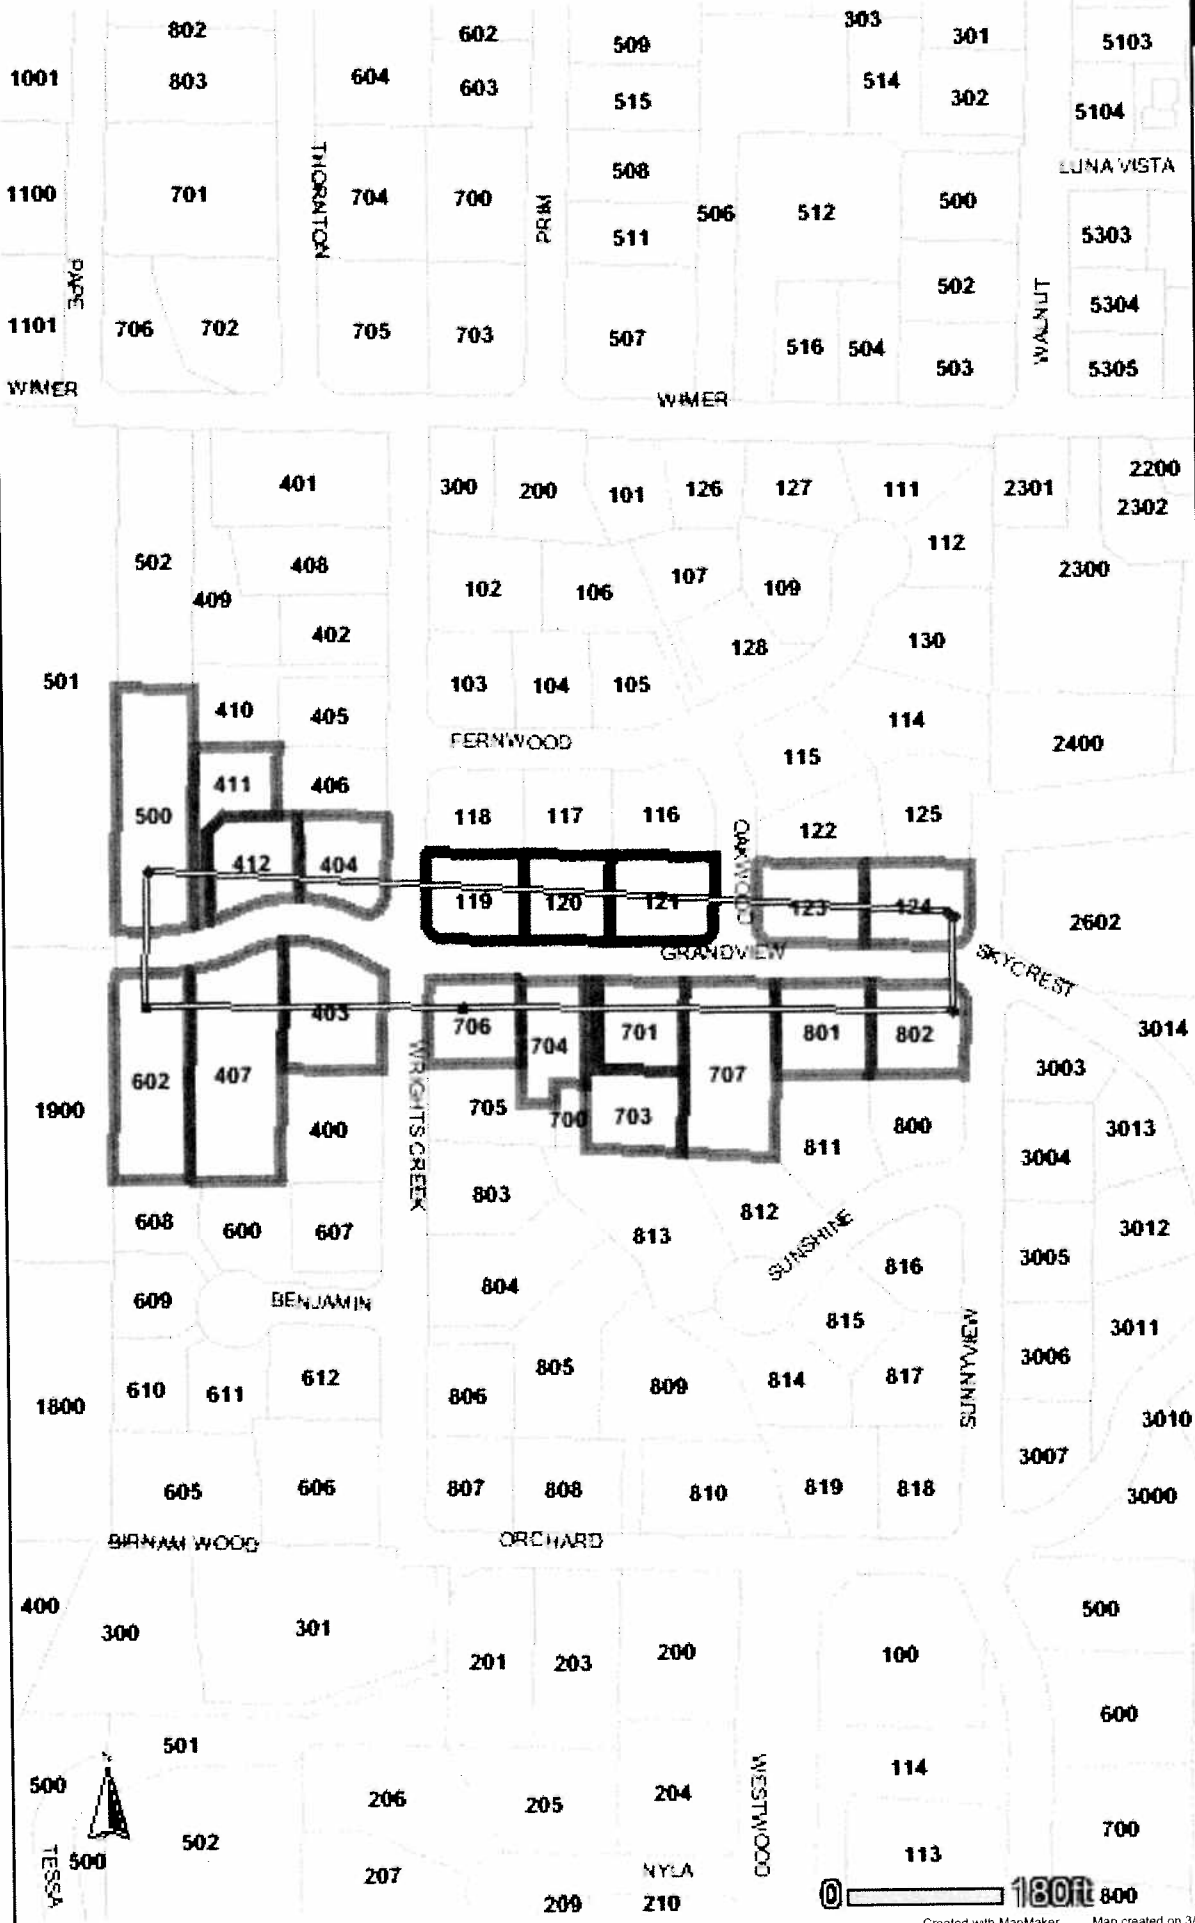 802 602 509 303 301 5103
1001 803 604 603 515 514 302 5104
LUNA VISTA
1100 701 THORNTON 704 700 PRIM 508 506 512 500
511 5303
PAPE 502 WALNUT 5304
1101 706 702 705 703 507 516 504 503 5305
WIMER WIMER
401 300 200 101 126 127 111 2301 2200
2302
502 408 112
409 102 106 107 109 2300
402 128 130
501 103 104 105
410 405 114
FERNWOOD 115 2400
411 406
500 118 117 116 OAKWOOD 122 125
412 404
119 120 121 123 124 2602
GRANDVIEW SKYCREST
403 706 701 801 802 3014
704
602 407 WRIGHTSCREEK 707 3003
1900 705 700 703
400 811 800 3013
3004
608 600 607 803 813 812 SUNSHINE 3012
816 3005
609 BENJAMIN 804 815 SUNNYVIEW 3011
612 805 3006
610 611 806 809 814 817
1800 3010
3007
605 606 807 808 810 819 818 3000
BIRNAM WOOD ORCHARD
400 300 301 500
201 203 200 100
600
501
500 114
206 205 204 WESTWOOD
502 700
TESSA 500 207 NYLA 113
209 210 0 180ft 800
Created with MapMaker Map created on 3/